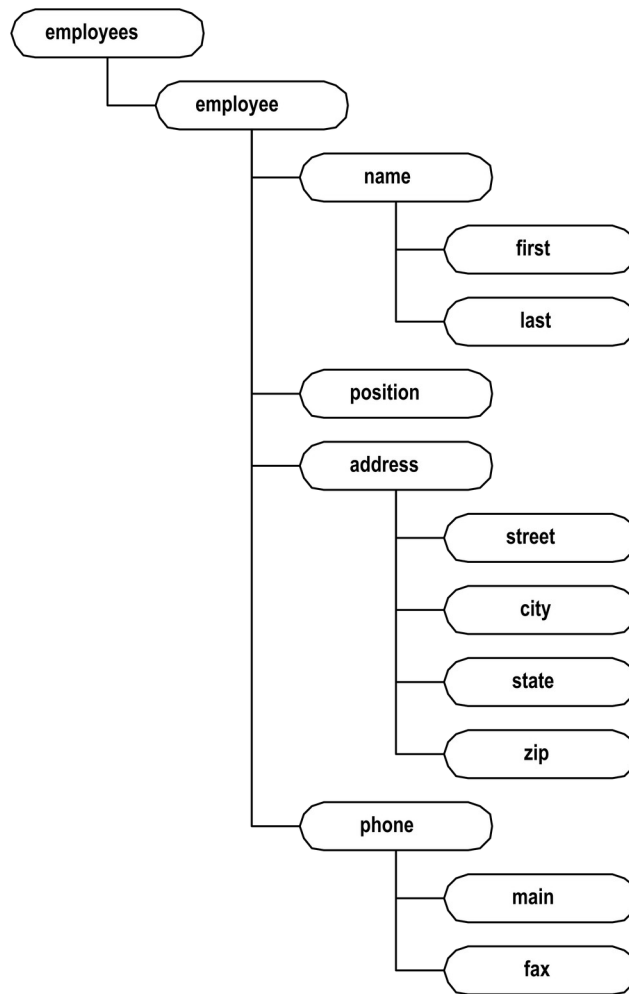 employees
employee
name
first
last
position
address
street
city
state
zip
phone
main
fax